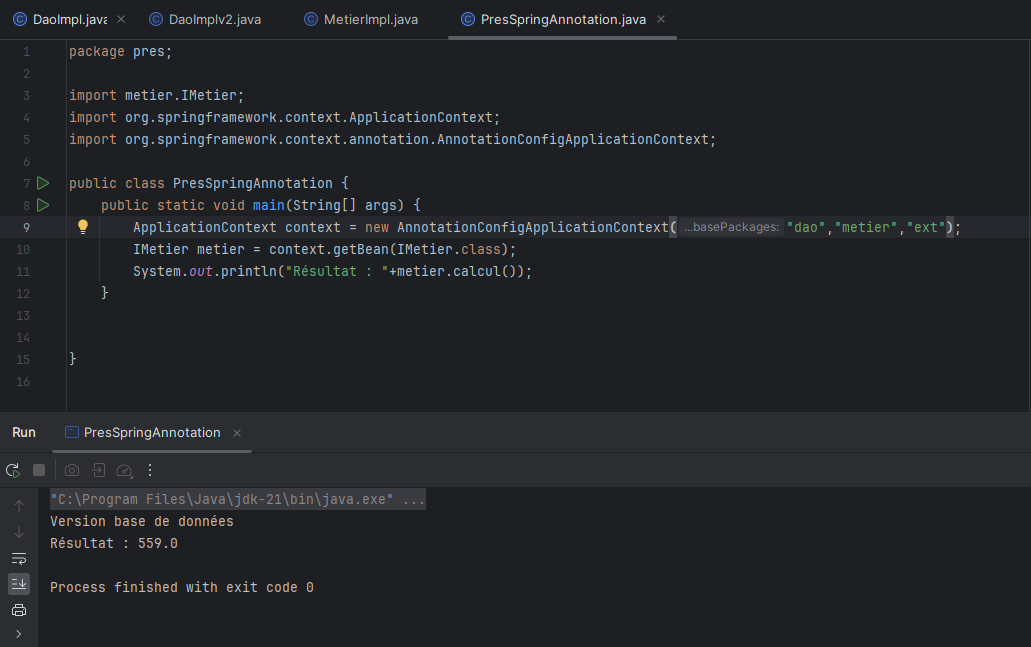 DaoImpl.java DaoImplv2.java MetierImpl.java PresSpringAnnotation.java
1 package pres;
2
3 import metier.IMetier;
4 import org.springframework.context.ApplicationContext;
5 import org.springframework.context.annotation.AnnotationConfigApplicationContext;
6
7 public class PresSpringAnnotation {
8 public static void main(String[] args) {
9 ApplicationContext context = new AnnotationConfigApplicationContext( ...basePackages: "dao","metier","ext");
10 IMetier metier = context.getBean(IMetier.class);
11 System.out.println("Résultat : "+metier.calcul());
12 }
13
14
15 }
16
Run PresSpringAnnotation
"C:\Program Files\Java\jdk-21\bin\java.exe" ...
Version base de données
Résultat : 559.0
Process finished with exit code 0